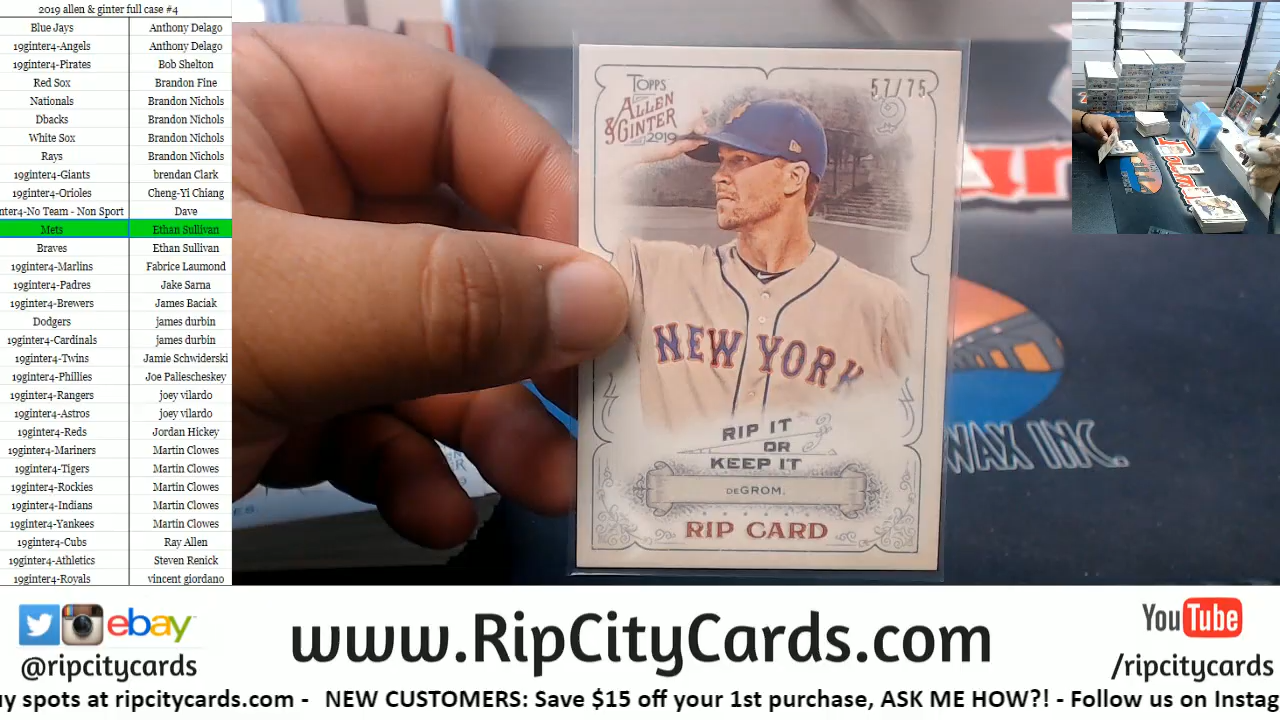 2019 allen & ginter full case #4
Blue Jays Anthony Delago
19ginter4-Angels Anthony Delago
19ginter4-Pirates Bob Shelton
Red Sox Brandon Fine
Nationals Brandon Nichols
Dbacks Brandon Nichols
White Sox Brandon Nichols
Rays Brandon Nichols
19ginter4-Giants brendan Clark
19ginter4-Orioles Cheng-Yi Chiang
nter4-No Team - Non Sport Dave
Mets Ethan Sullivan
Braves Ethan Sullivan
19ginter4-Marlins Fabrice Laumond
19ginter4-Padres Jake Sarna
19ginter4-Brewers James Baciak
Dodgers james durbin
19ginter4-Cardinals james durbin
19ginter4-Twins Jamie Schwiderski
19ginter4-Phillies Joe Paliescheskey
19ginter4-Rangers joey vilardo
19ginter4-Astros joey vilardo
19ginter4-Reds Jordan Hickey
19ginter4-Mariners Martin Clowes
19ginter4-Tigers Martin Clowes
19ginter4-Rockies Martin Clowes
19ginter4-Indians Martin Clowes
19ginter4-Yankees Martin Clowes
19ginter4-Cubs Ray Allen
19ginter4-Athletics Steven Renick
19ginter4-Royals vincent giordano
TOPPS
ALLEN
& GINTER
2019
57/75
NEW YORK
RIP IT
OR
KEEP IT
DEGROM.
RIP CARD
WAX INC.
ebay
@ripcitycards
www.RipCityCards.com
YouTube
/ripcitycards
uy spots at ripcitycards.com - NEW CUSTOMERS: Save $15 off your 1st purchase, ASK ME HOW?! - Follow us on Instag